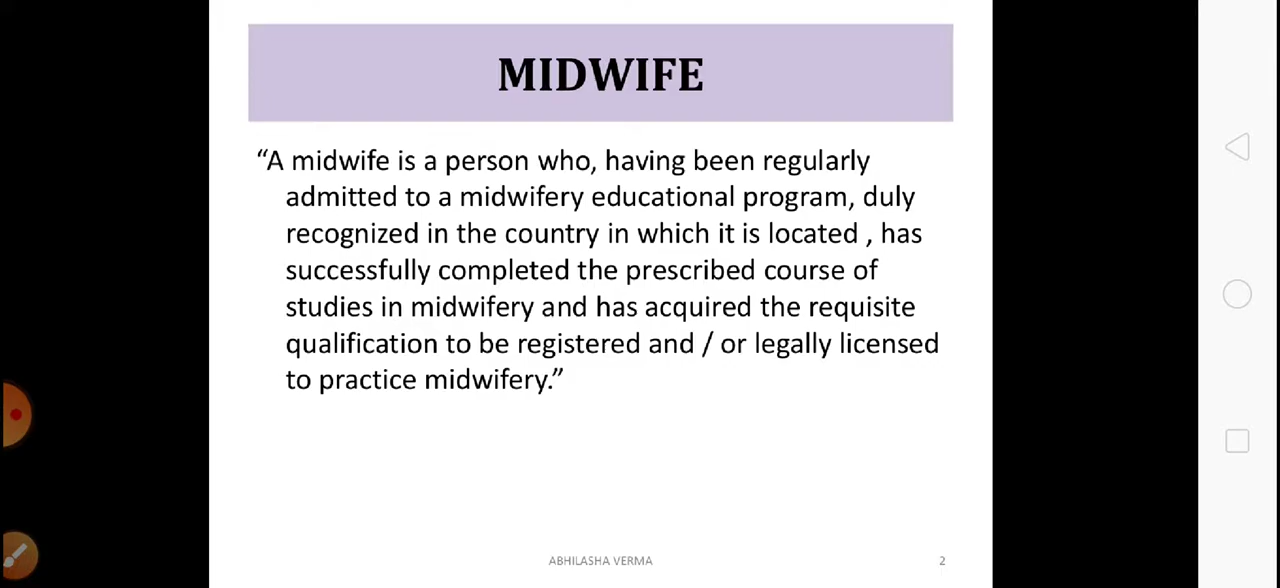 MIDWIFE
“A midwife is a person who, having been regularly
admitted to a midwifery educational program, duly
recognized in the country in which it is located , has
successfully completed the prescribed course of
studies in midwifery and has acquired the requisite
qualification to be registered and / or legally licensed
to practice midwifery.”
ABHILASHA VERMA
2